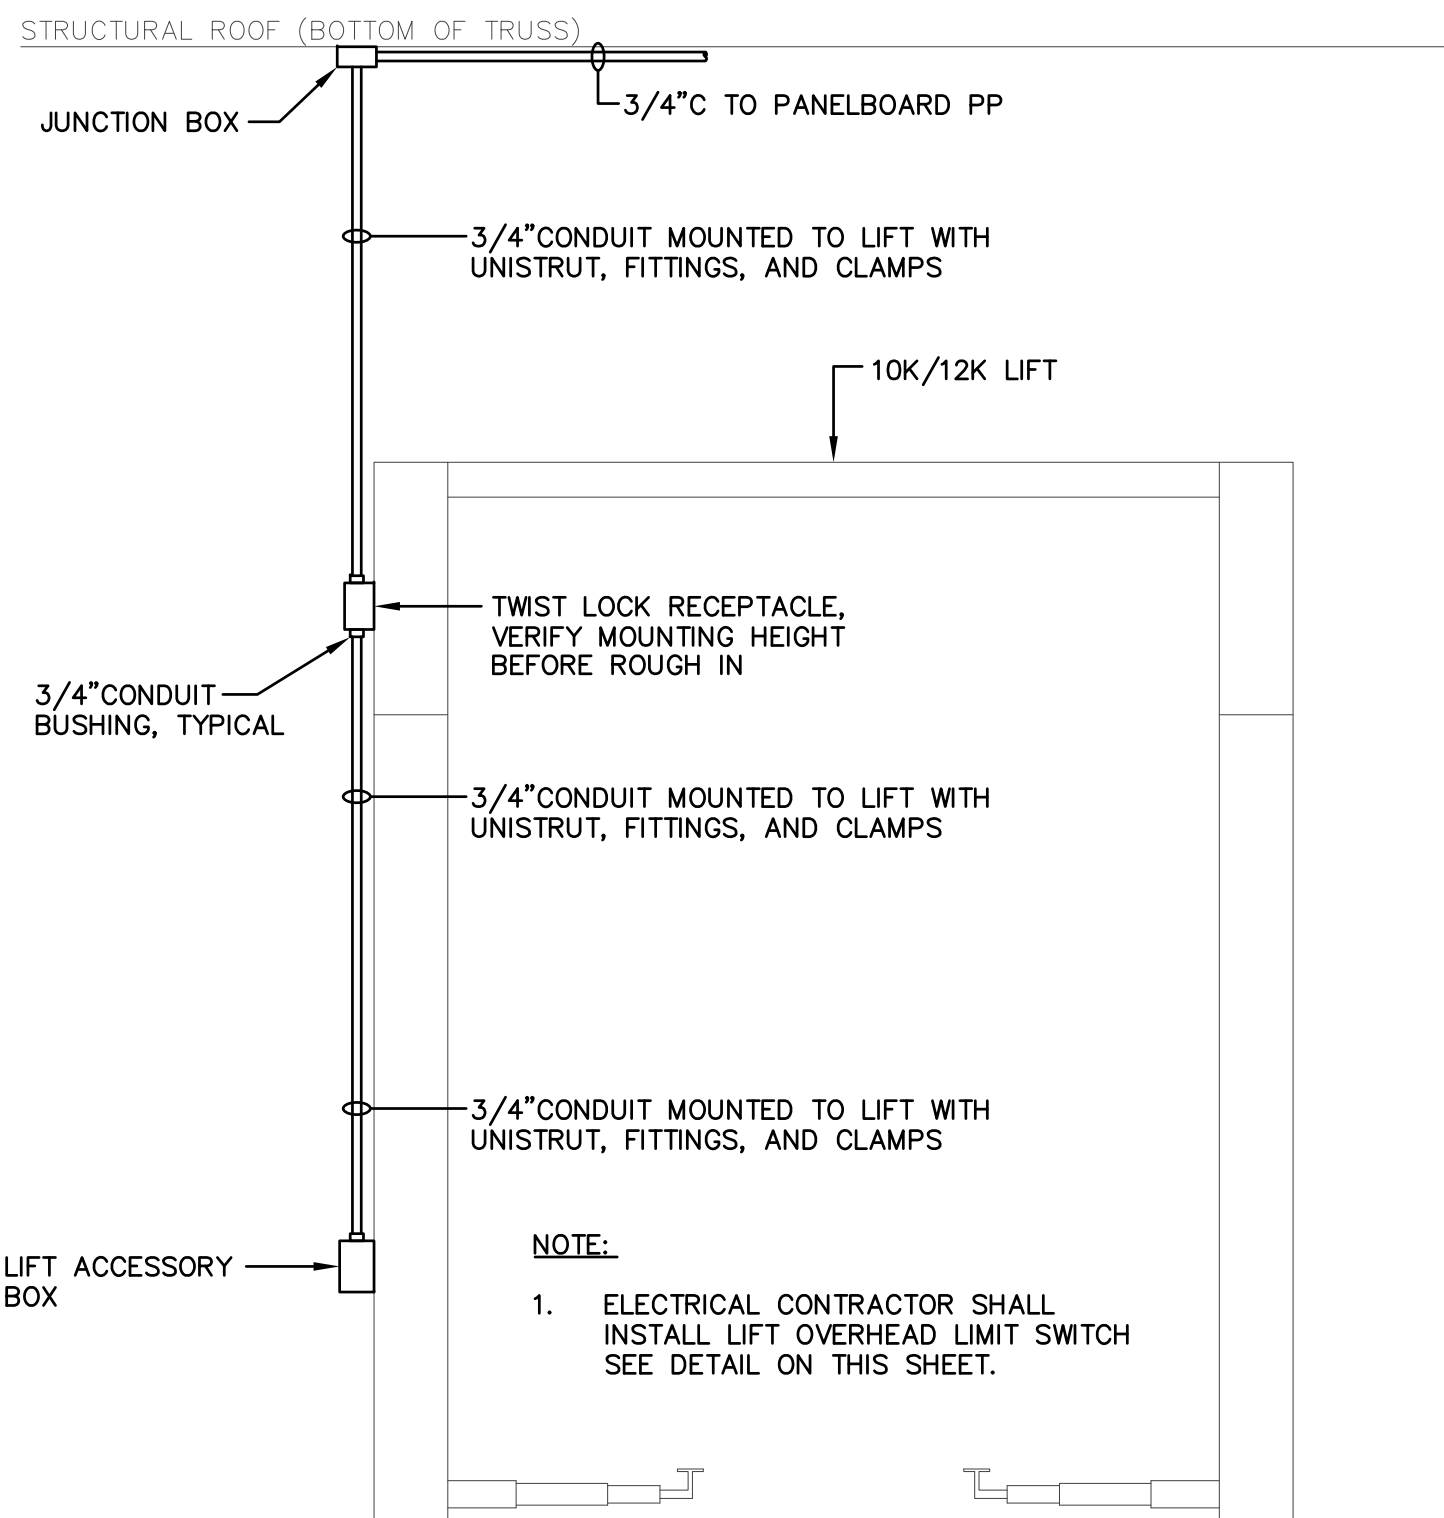 STRUCTURAL ROOF (BOTTOM OF TRUSS)
JUNCTION BOX
3/4"C TO PANELBOARD PP
3/4"CONDUIT MOUNTED TO LIFT WITH
UNISTRUT, FITTINGS, AND CLAMPS
10K/12K LIFT
TWIST LOCK RECEPTACLE,
VERIFY MOUNTING HEIGHT
BEFORE ROUGH IN
3/4"CONDUIT
BUSHING, TYPICAL
3/4"CONDUIT MOUNTED TO LIFT WITH
UNISTRUT, FITTINGS, AND CLAMPS
3/4"CONDUIT MOUNTED TO LIFT WITH
UNISTRUT, FITTINGS, AND CLAMPS
LIFT ACCESSORY
BOX
NOTE:
1. ELECTRICAL CONTRACTOR SHALL
INSTALL LIFT OVERHEAD LIMIT SWITCH
SEE DETAIL ON THIS SHEET.